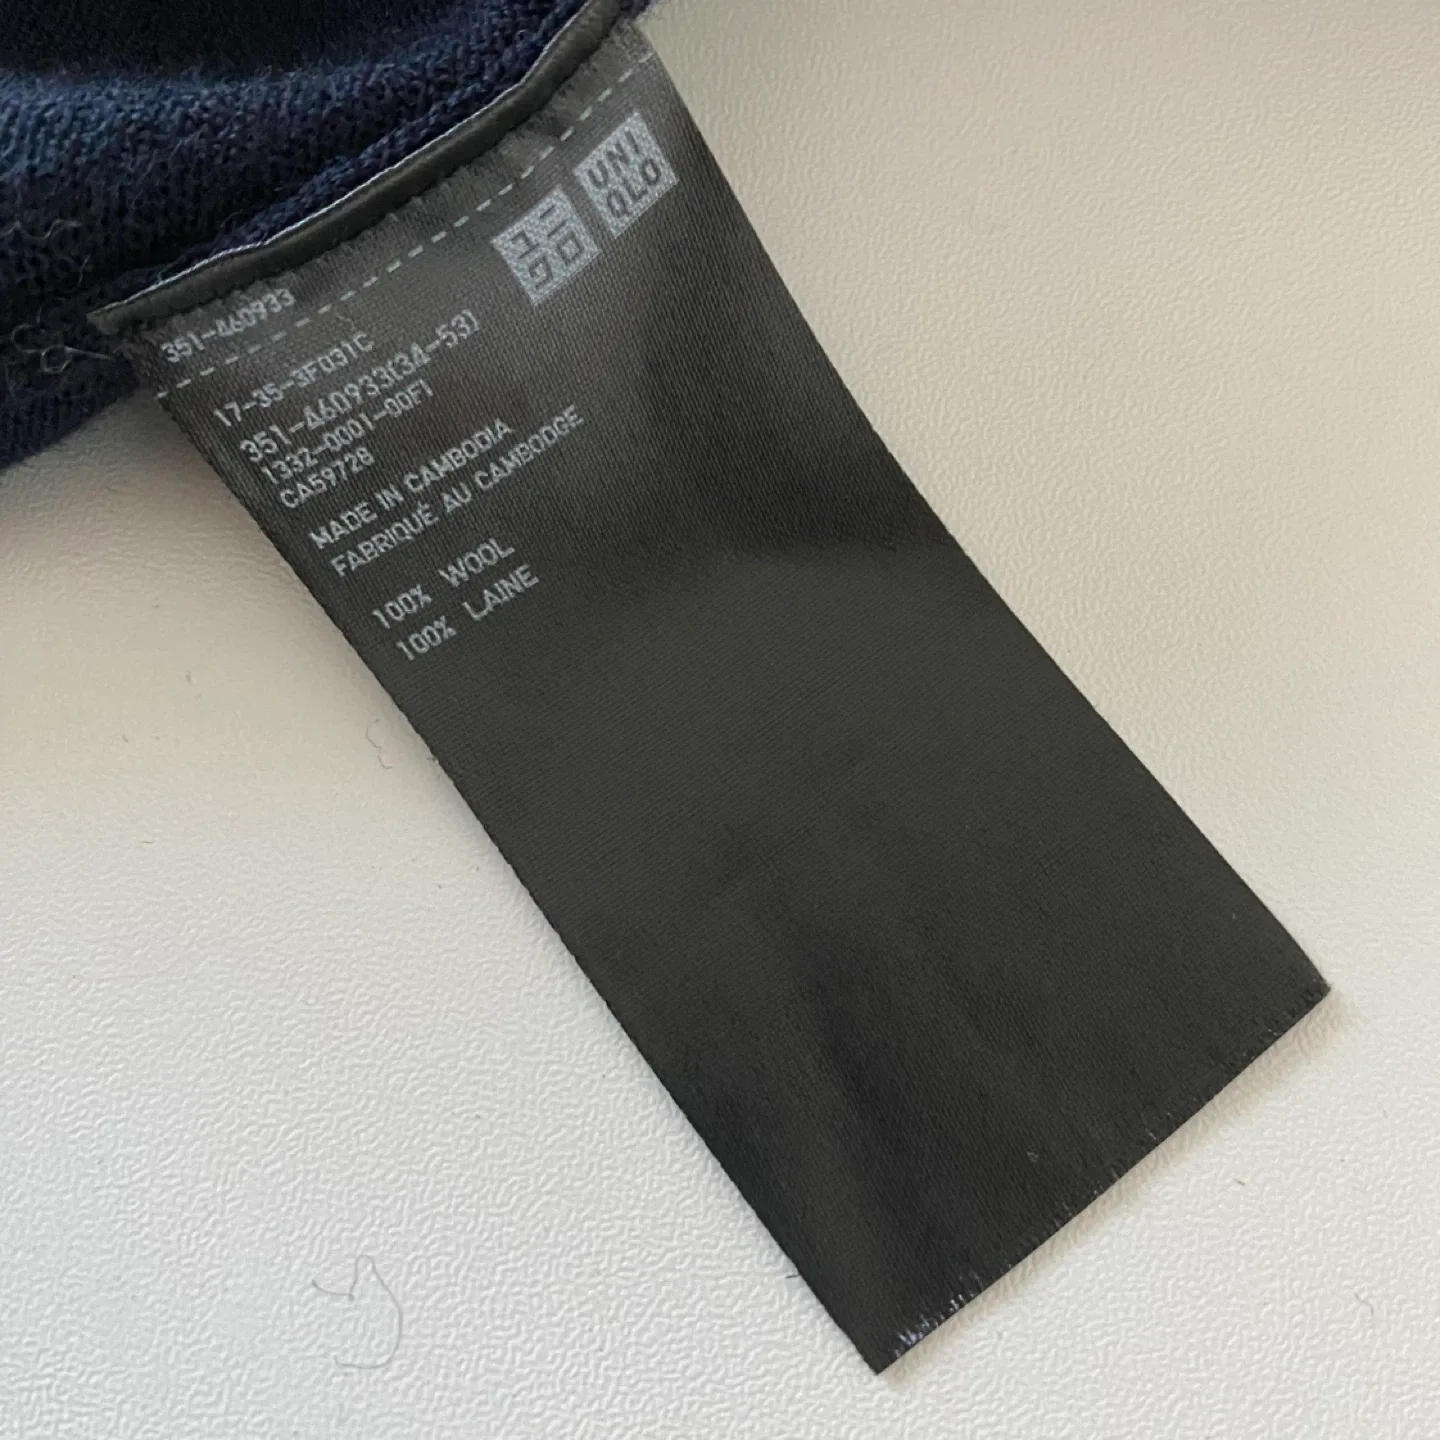 ユニ
クロ
UNI
QLO
351-460933
17-35-3F031C
351-460933(34-53)
1332-0001-00F1
CA59728
MADE IN CAMBODIA
FABRIQUÉ AU CAMBODGE
100% WOOL
100% LAINE